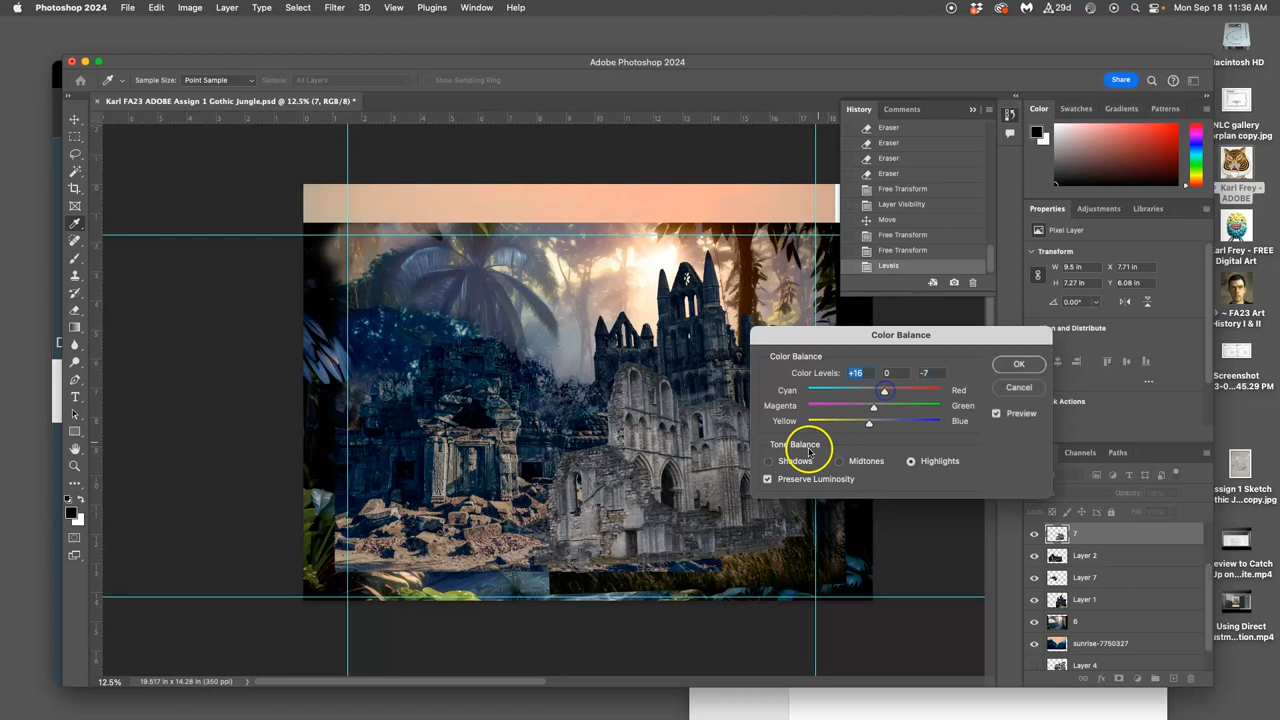 Photoshop 2024 File Edit Image Layer Type Select Filter 3D View Plugins Window Help 29d Mon Sep 18 11:36 AM
Adobe Photoshop 2024
Sample Size: Point Sample Sample: All Layers Show Sampling Ring Share
Karl FA23 ADOBE Assign 1 Gothic Jungle.psd @ 12.5% (7, RGB/8) *
History Comments
Eraser
Eraser
Eraser
Eraser
Free Transform
Layer Visibility
Move
Free Transform
Free Transform
Levels
Color Swatches Gradients Patterns
Properties Adjustments Libraries
Pixel Layer
Transform
W 9.5 in X 7.71 in
H 7.27 in Y 6.08 in
0.00°
and Distribute
Actions
Color Balance
Color Balance
Color Levels: +16 0 -7
Cyan Red
Magenta Green
Yellow Blue
Tone Balance
Shadows Midtones Highlights
Preserve Luminosity
OK
Cancel
Preview
Channels Paths
Opacity:
Lock: Fill:
7
Layer 2
Layer 7
Layer 1
6
sunrise-7750327
Layer 4
12.5% 19.517 in x 14.28 in (350 ppi)
Macintosh HD
NLC gallery
orplan copy.jpg
Karl Frey -
ADOBE
Karl Frey - FREE
Digital Art
~ FA23 Art
History I & II
Screenshot
3-0...45.29 PM
Assign 1 Sketch
thic J...copy.jpg
eview to Catch
Up on...ite.mp4
Using Direct
ustm...tion.mp4